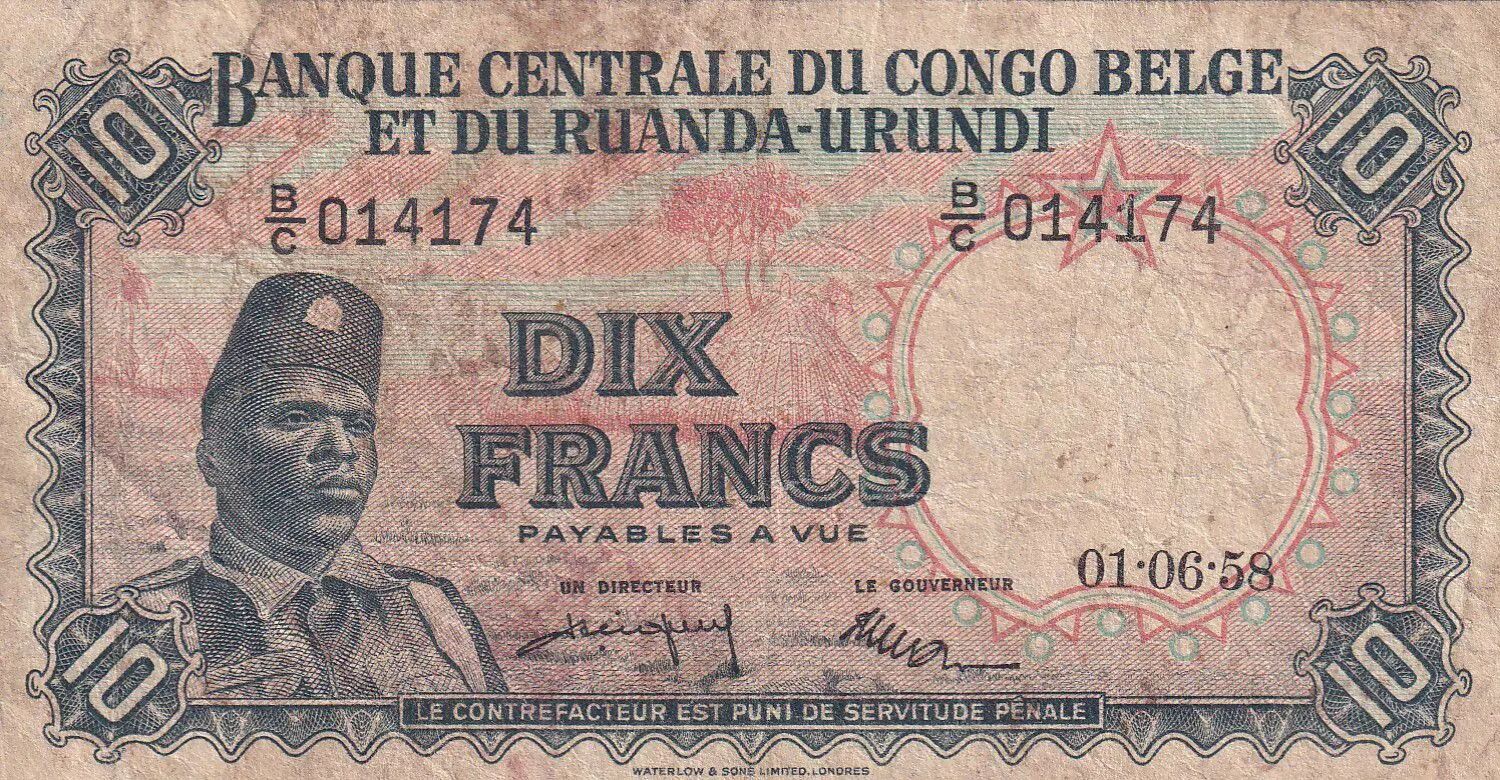 10
10
BANQUE CENTRALE DU CONGO BELGE
ET DU RUANDA-URUNDI
B/C 014174
B/C 014174
DIX
FRANCS
PAYABLES A VUE
UN DIRECTEUR
LE GOUVERNEUR
01·06·58
10
10
LE CONTREFACTEUR EST PUNI DE SERVITUDE PÉNALE
WATERLOW & SONS LIMITED, LONDRES